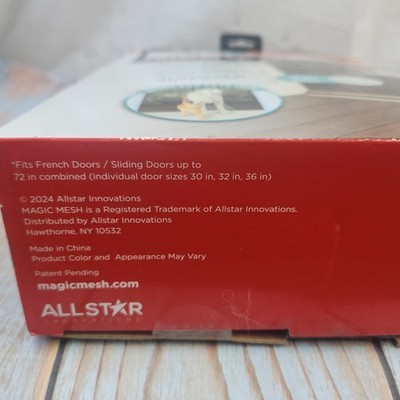 *Fits French Doors / Sliding Doors up to
72 in combined (individual door sizes 30 in, 32 in, 36 in)
© 2024 Allstar Innovations
MAGIC MESH is a Registered Trademark of Allstar Innovations.
Distributed by Allstar Innovations
Hawthorne, NY 10532
Made in China
Product Color and Appearance May Vary
Patent Pending
magicmesh.com
ALLSTAR
INNOVATIONS